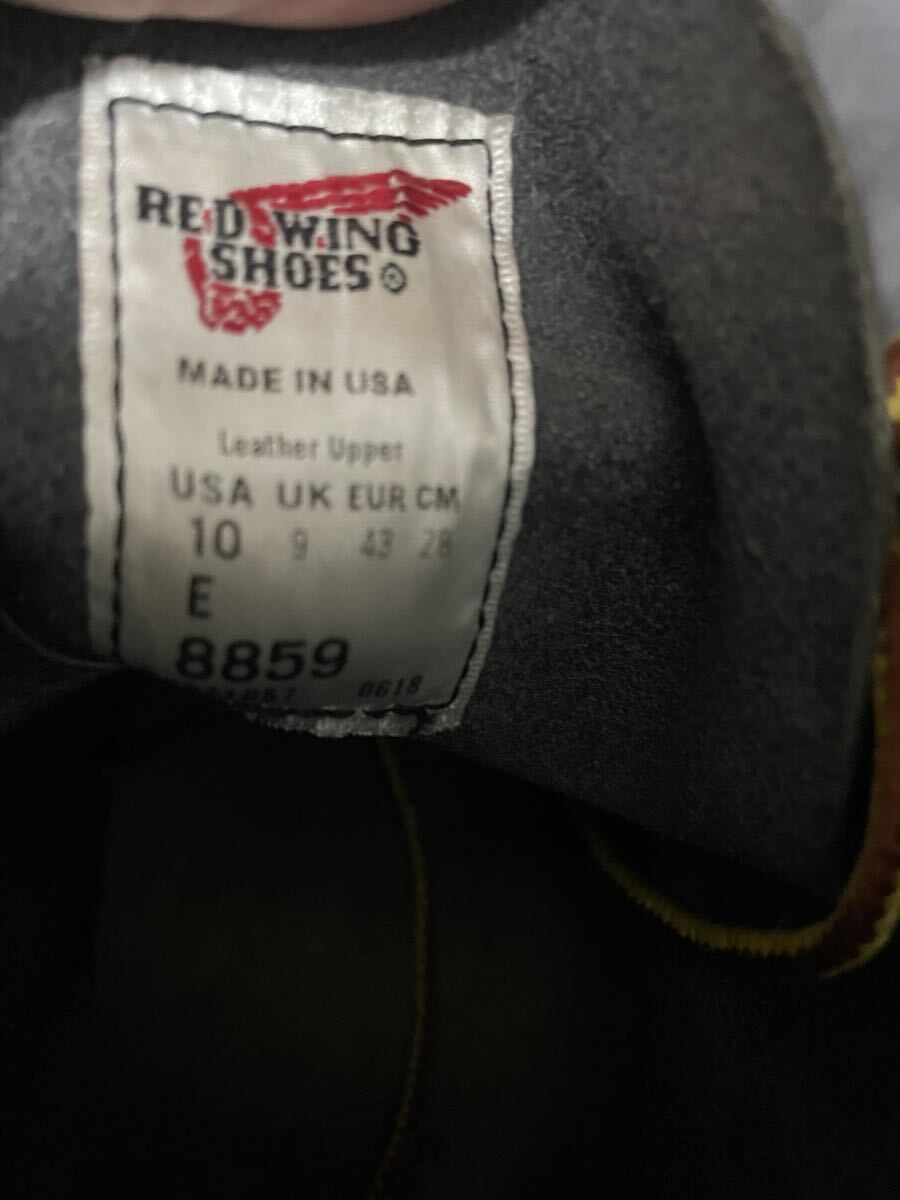 RED WING
SHOES
MADE IN USA
Leather Upper
USA UK EUR CM
10 9 43 28
E
8859
0618